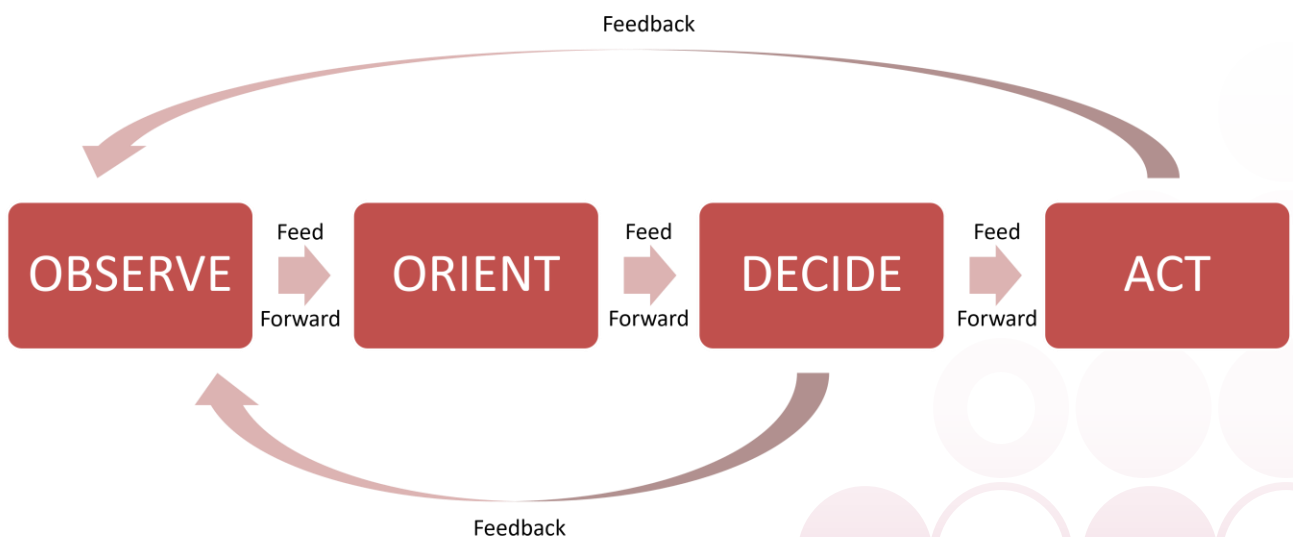 Feedback
OBSERVE
Feed
Forward
ORIENT
Feed
Forward
DECIDE
Feed
Forward
ACT
Feedback